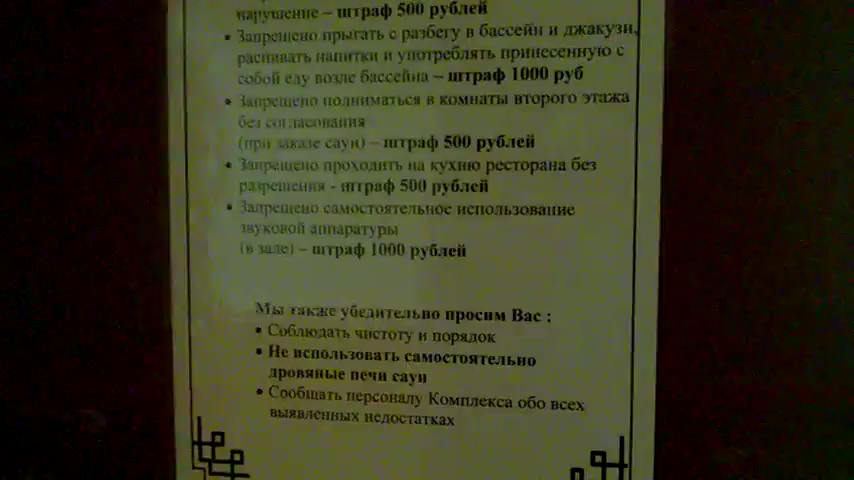 нарушение – штраф 500 рублей
• Запрещено прыгать с разбегу в бассейн и джакузи,
распивать напитки и употреблять принесенную с
собой еду возле бассейна – штраф 1000 руб
• Запрещено подниматься в комнаты второго этажа
без согласования
(при заказе саун) – штраф 500 рублей
• Запрещено проходить на кухню ресторана без
разрешения - штраф 500 рублей
• Запрещено самостоятельное использование
звуковой аппаратуры
(в зале) – штраф 1000 рублей
Мы также убедительно просим Вас :
• Соблюдать чистоту и порядок
• Не использовать самостоятельно
дровяные печи саун
• Сообщать персоналу Комплекса обо всех
выявленных недостатках